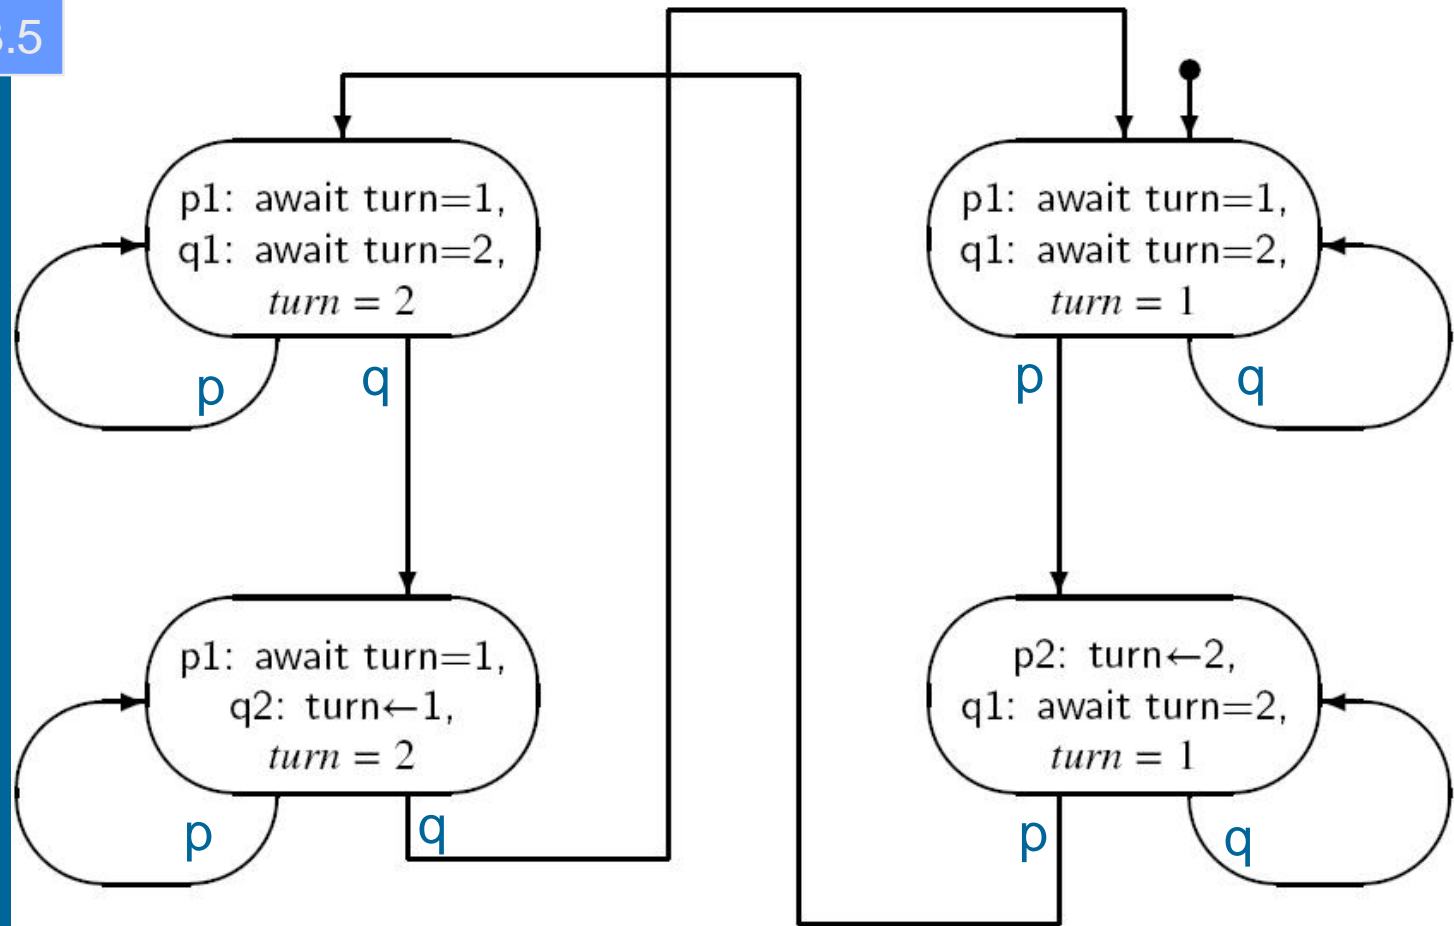 .5
p1: await turn=1,
q1: await turn=2,
turn = 2
p
q
p1: await turn=1,
q1: await turn=2,
turn = 1
p
q
p1: await turn=1,
q2: turn←1,
turn = 2
p
q
p2: turn←2,
q1: await turn=2,
turn = 1
p
q